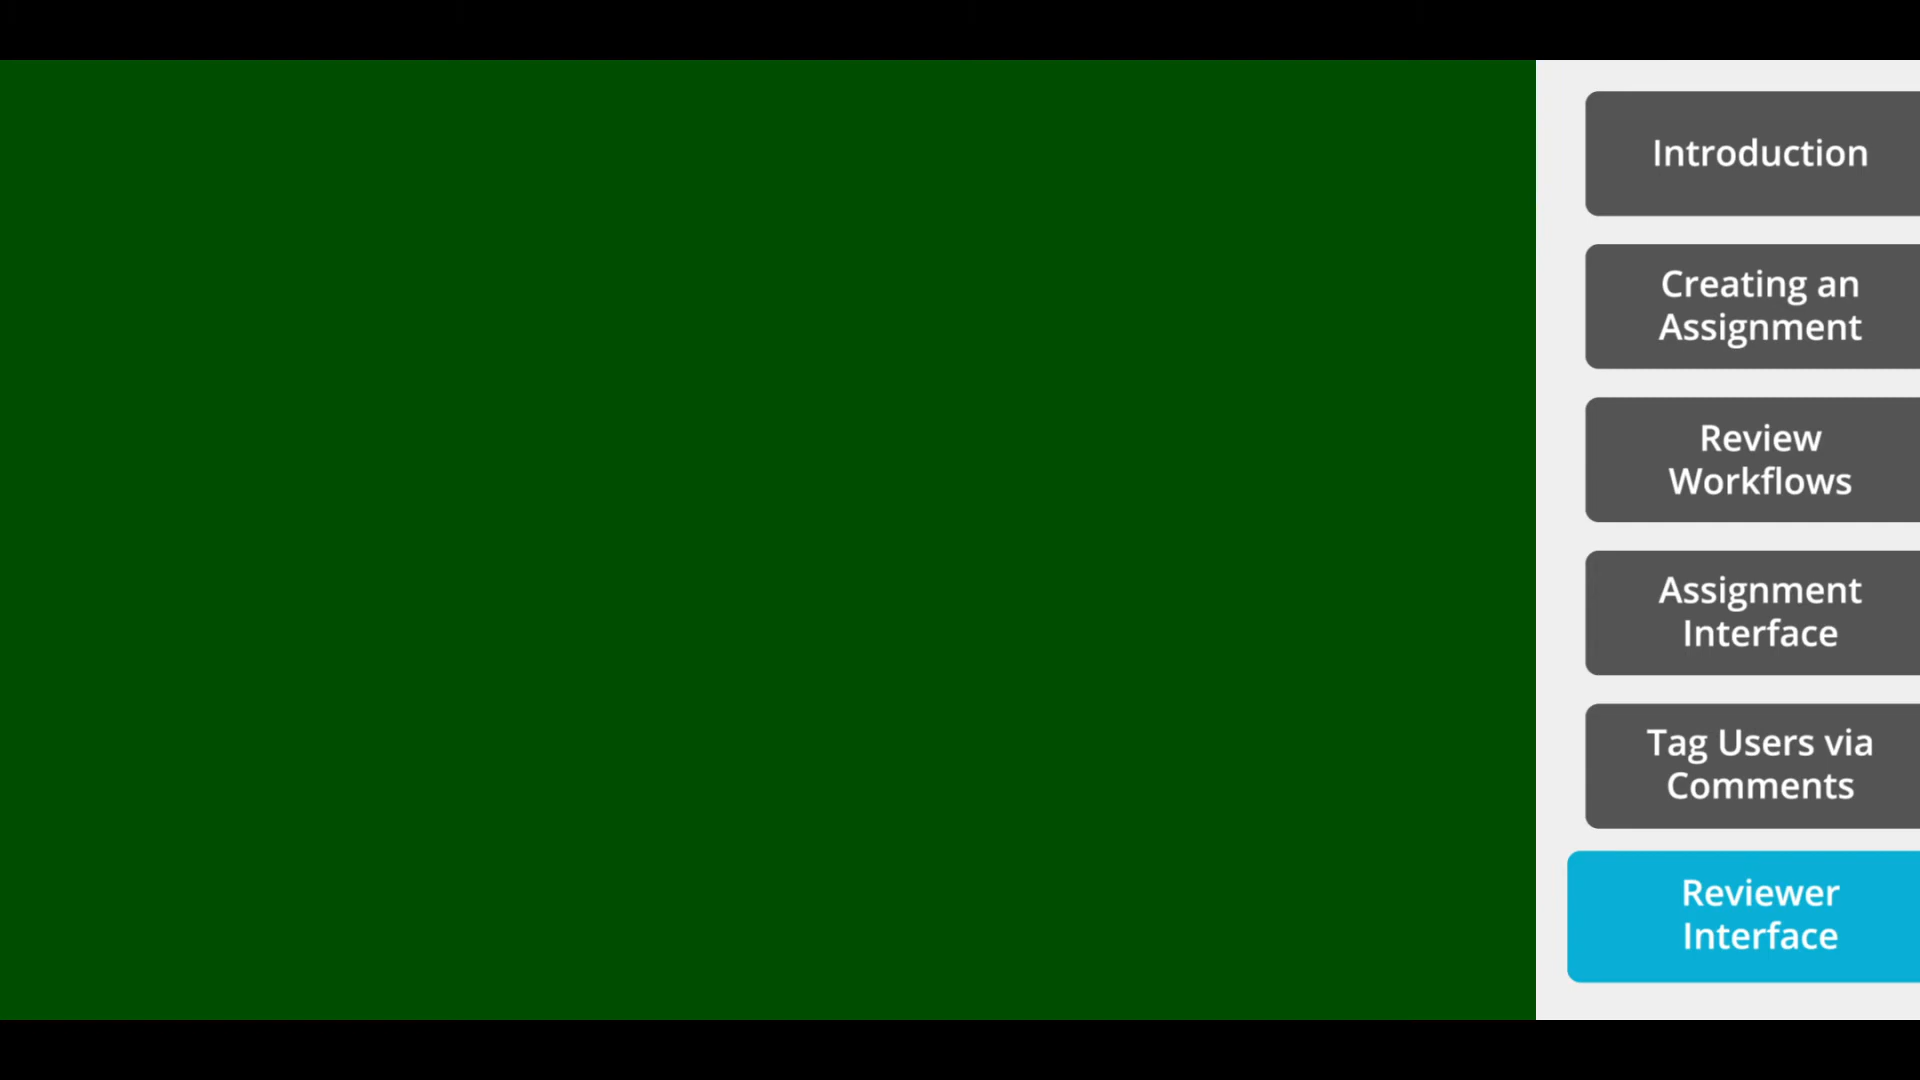 Introduction
Creating an
Assignment
Review
Workflows
Assignment
Interface
Tag Users via
Comments
Reviewer
Interface